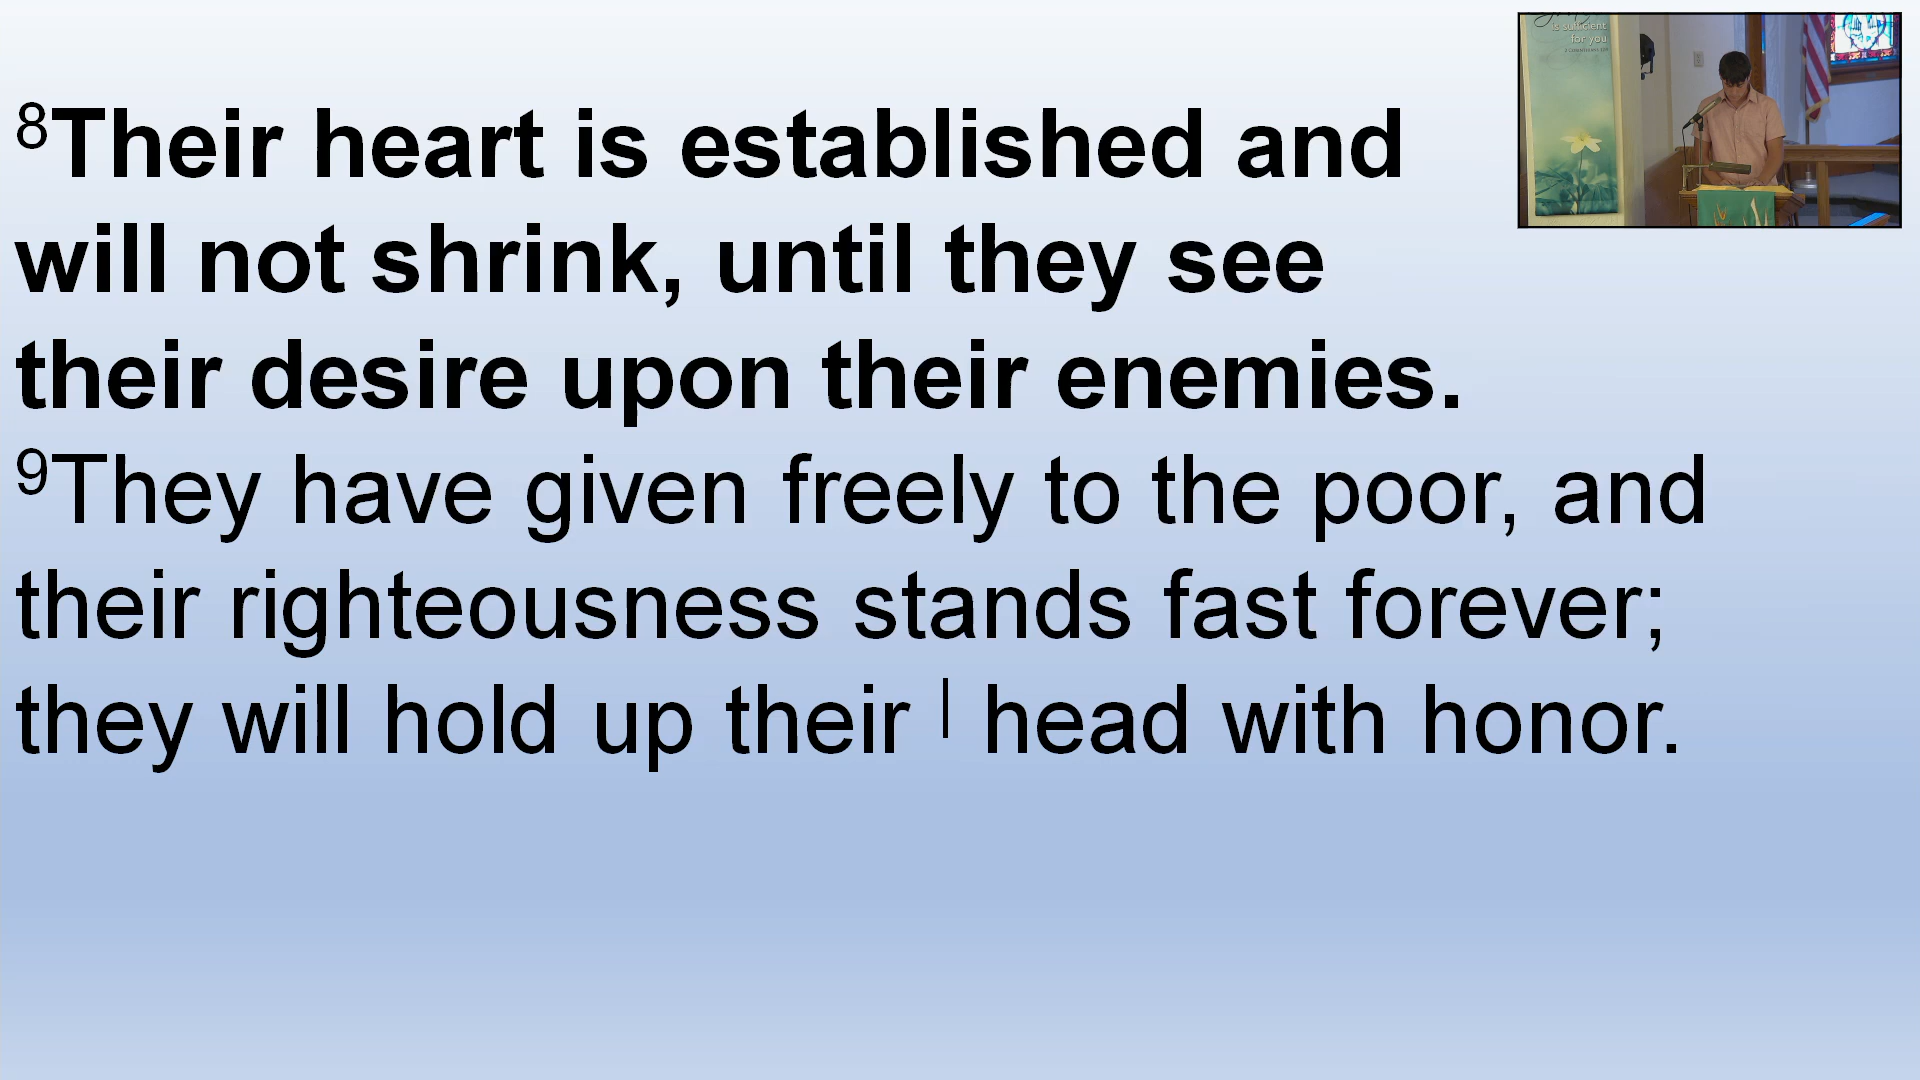 is sufficient
for you
8Their heart is established and
will not shrink, until they see
their desire upon their enemies.
9They have given freely to the poor, and
their righteousness stands fast forever;
they will hold up their | head with honor.